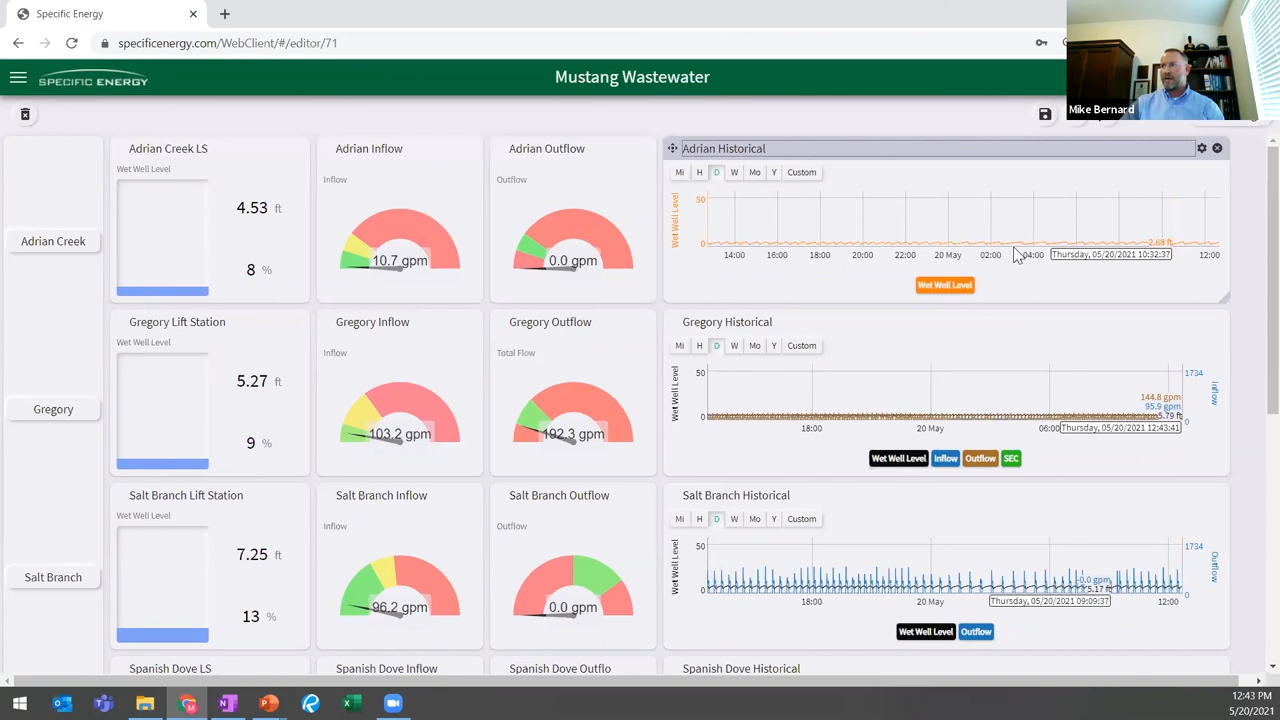 Specific Energy
specificenergy.com/WebClient/#/editor/71
SPECIFIC ENERGY
Mustang Wastewater
Mike Bernard
Adrian Creek
Adrian Creek LS
Wet Well Level
4.53 ft
8 %
Adrian Inflow
Inflow
10.7 gpm
Adrian Outflow
Outflow
0.0 gpm
Adrian Historical
Mi H D W Mo Y Custom
Wet Well Level
50
0
2.68 ft
14:00 16:00 18:00 20:00 22:00 20 May 02:00 04:00 12:00
Thursday, 05/20/2021 10:32:37
Wet Well Level
Gregory
Gregory Lift Station
Wet Well Level
5.27 ft
9 %
Gregory Inflow
Inflow
103.2 gpm
Gregory Outflow
Total Flow
192.3 gpm
Gregory Historical
Mi H D W Mo Y Custom
Wet Well Level
50
0
1734
0
Inflow
144.8 gpm
95.9 gpm
5.79 ft
18:00 20 May 06:00
Thursday, 05/20/2021 12:43:41
Wet Well Level Inflow Outflow SEC
Salt Branch
Salt Branch Lift Station
Wet Well Level
7.25 ft
13 %
Salt Branch Inflow
Inflow
96.2 gpm
Salt Branch Outflow
Outflow
0.0 gpm
Salt Branch Historical
Mi H D W Mo Y Custom
Wet Well Level
50
0
1734
0
Outflow
-0.0 gpm
5.17 ft
18:00 20 May 12:00
Thursday, 05/20/2021 09:09:37
Wet Well Level Outflow
Spanish Dove LS
Spanish Dove Inflow
Spanish Dove Outflo
Spanish Dove Historical
12:43 PM
5/20/2021